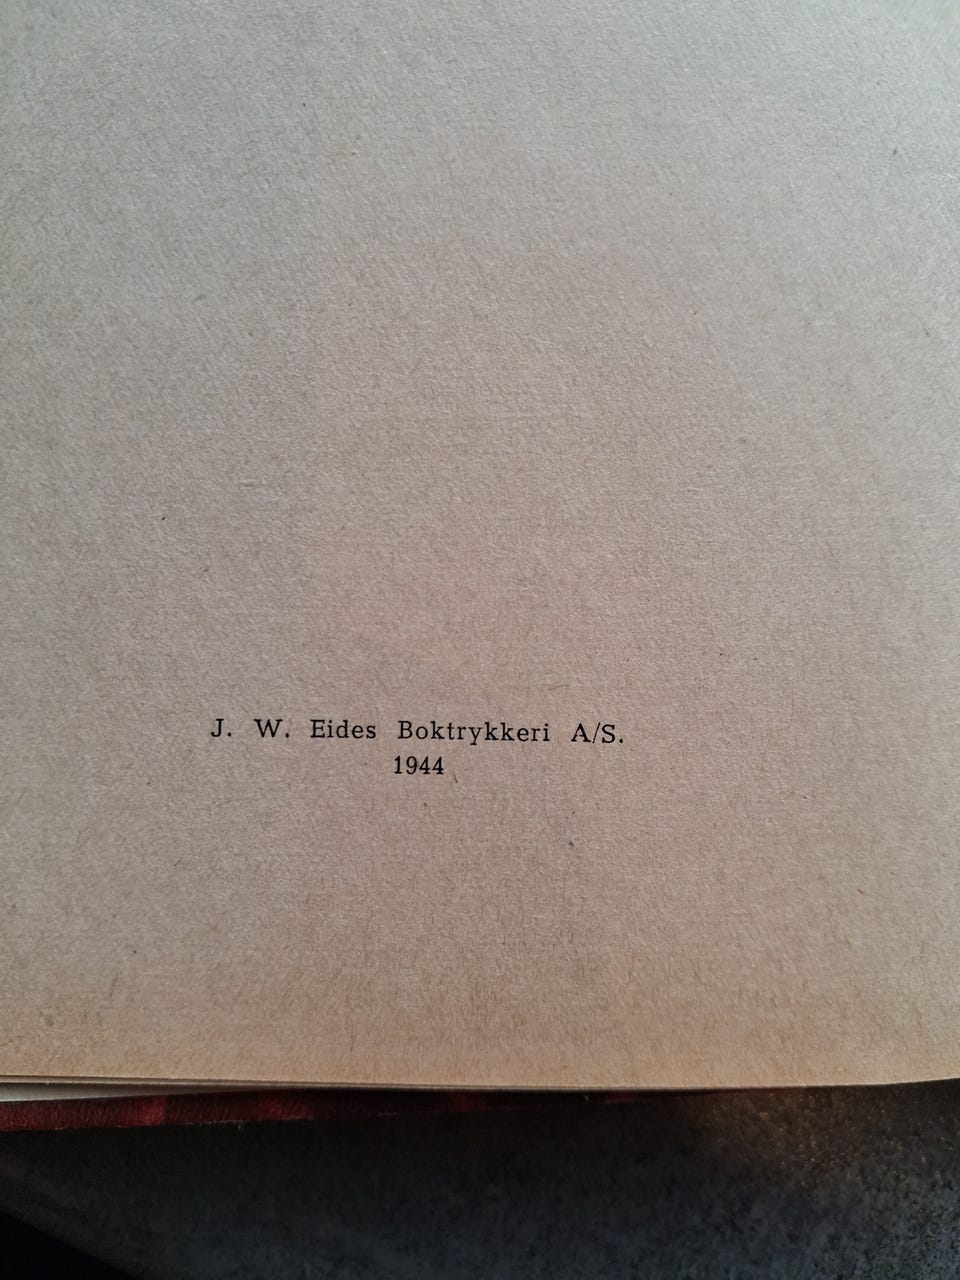 J. W. Eides Boktrykkeri A/S.
1944